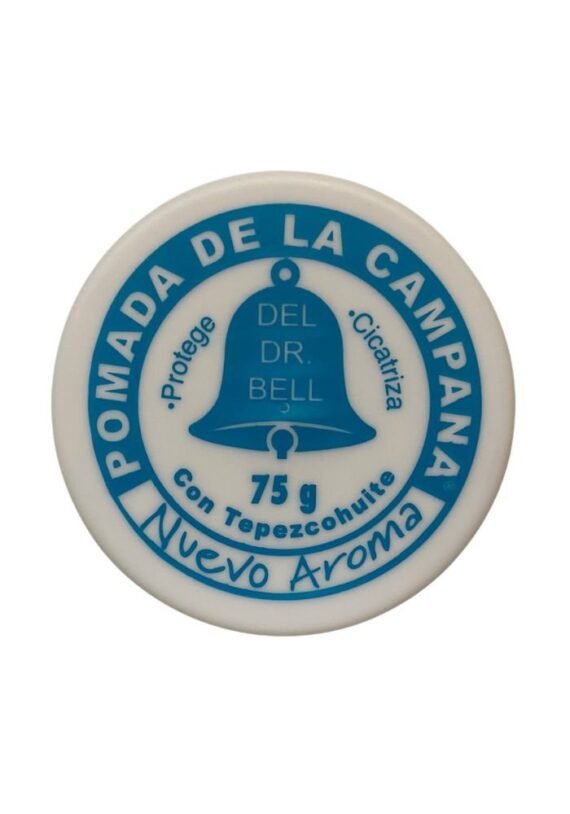 POMADA DE LA CAMPANA®
DEL
DR.
BELL
•Protege
•Cicatriza
75 g
Con Tepezcohuite
Nuevo Aroma